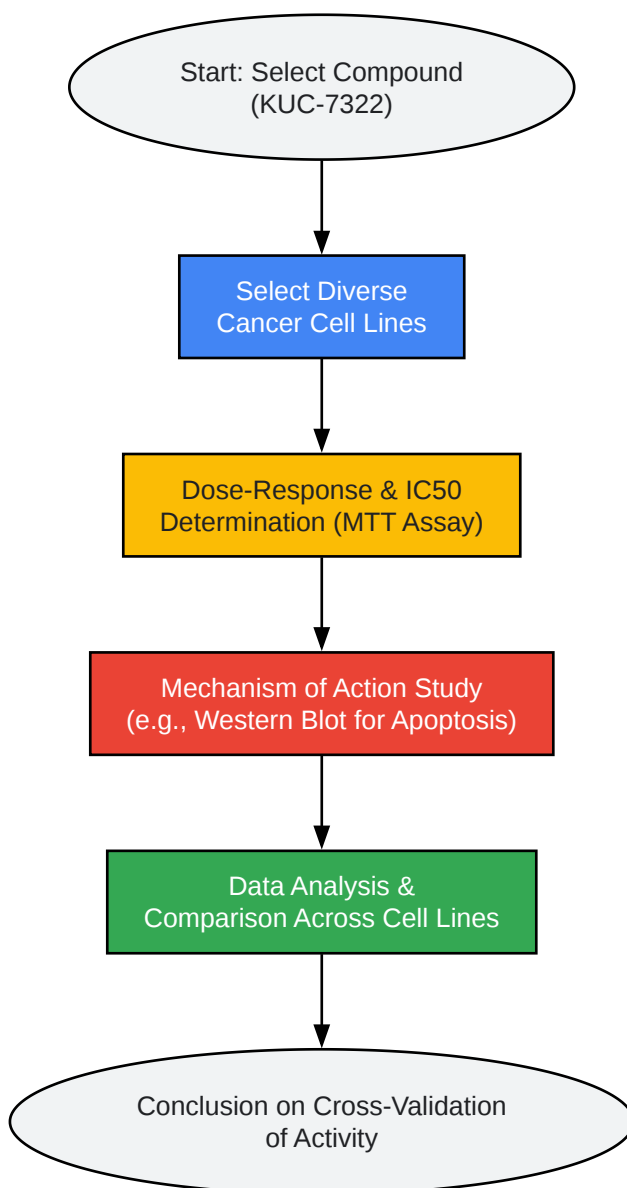 Start: Select Compound
(KUC-7322)
Select Diverse
Cancer Cell Lines
Dose-Response & IC50
Determination (MTT Assay)
Mechanism of Action Study
(e.g., Western Blot for Apoptosis)
Data Analysis &
Comparison Across Cell Lines
Conclusion on Cross-Validation
of Activity